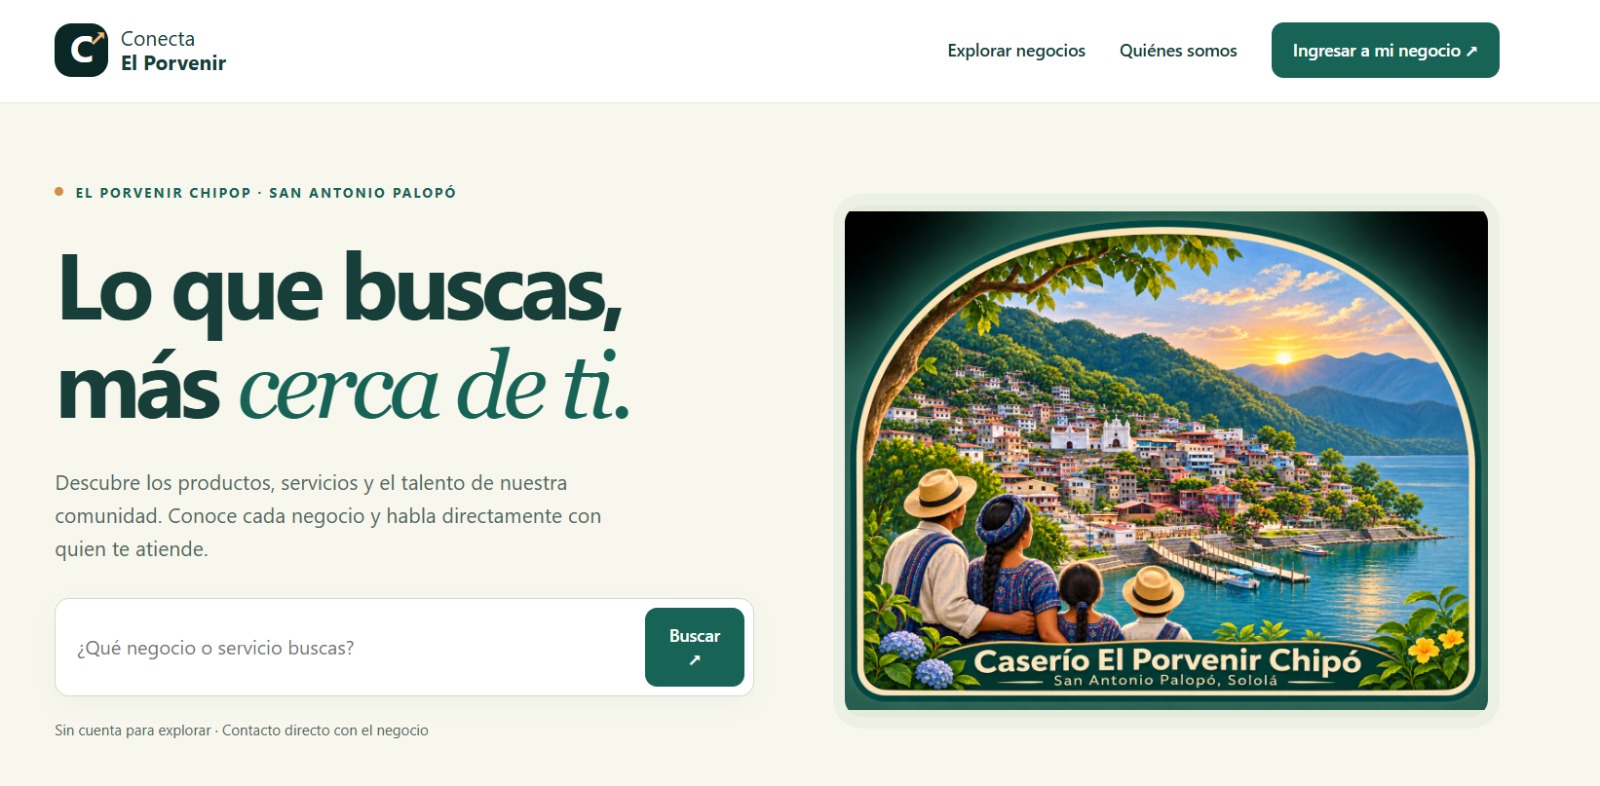 Conecta
El Porvenir
Explorar negocios
Quiénes somos
Ingresar a mi negocio ↗
EL PORVENIR CHIPOP · SAN ANTONIO PALOPÓ
Lo que buscas,
más cerca de ti.
Descubre los productos, servicios y el talento de nuestra
comunidad. Conoce cada negocio y habla directamente con
quien te atiende.
¿Qué negocio o servicio buscas?
Buscar
↗
Sin cuenta para explorar · Contacto directo con el negocio
Caserío El Porvenir Chipó
San Antonio Palopó, Sololá